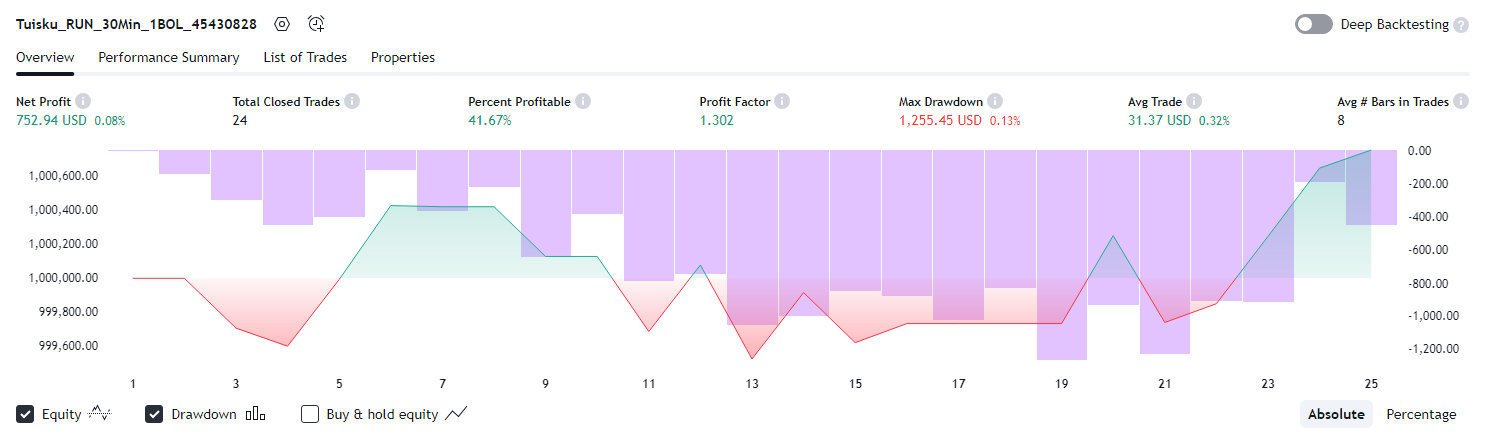 Tuisku_RUN_30Min_1BOL_45430828
Deep Backtesting ?
Overview Performance Summary List of Trades Properties
Net Profit Total Closed Trades Percent Profitable Profit Factor Max Drawdown Avg Trade Avg # Bars in Trades
752.94 USD 0.08% 24 41.67% 1.302 1,255.45 USD 0.13% 31.37 USD 0.32% 8
0.00
1,000,600.00
-200.00
1,000,400.00
-400.00
1,000,200.00
-600.00
1,000,000.00
-800.00
999,800.00
-1,000.00
999,600.00
-1,200.00
1 3 5 7 9 11 13 15 17 19 21 23 25
Equity Drawdown Buy & hold equity Absolute Percentage